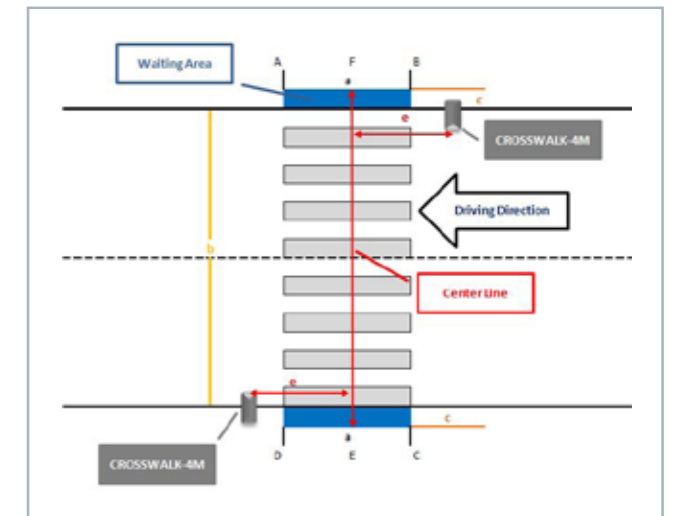 Waiting Area
A F B
a
c
e
CROSSWALK-4M
Driving Direction
b
Center Line
e
c
a
CROSSWALK-4M
D E C